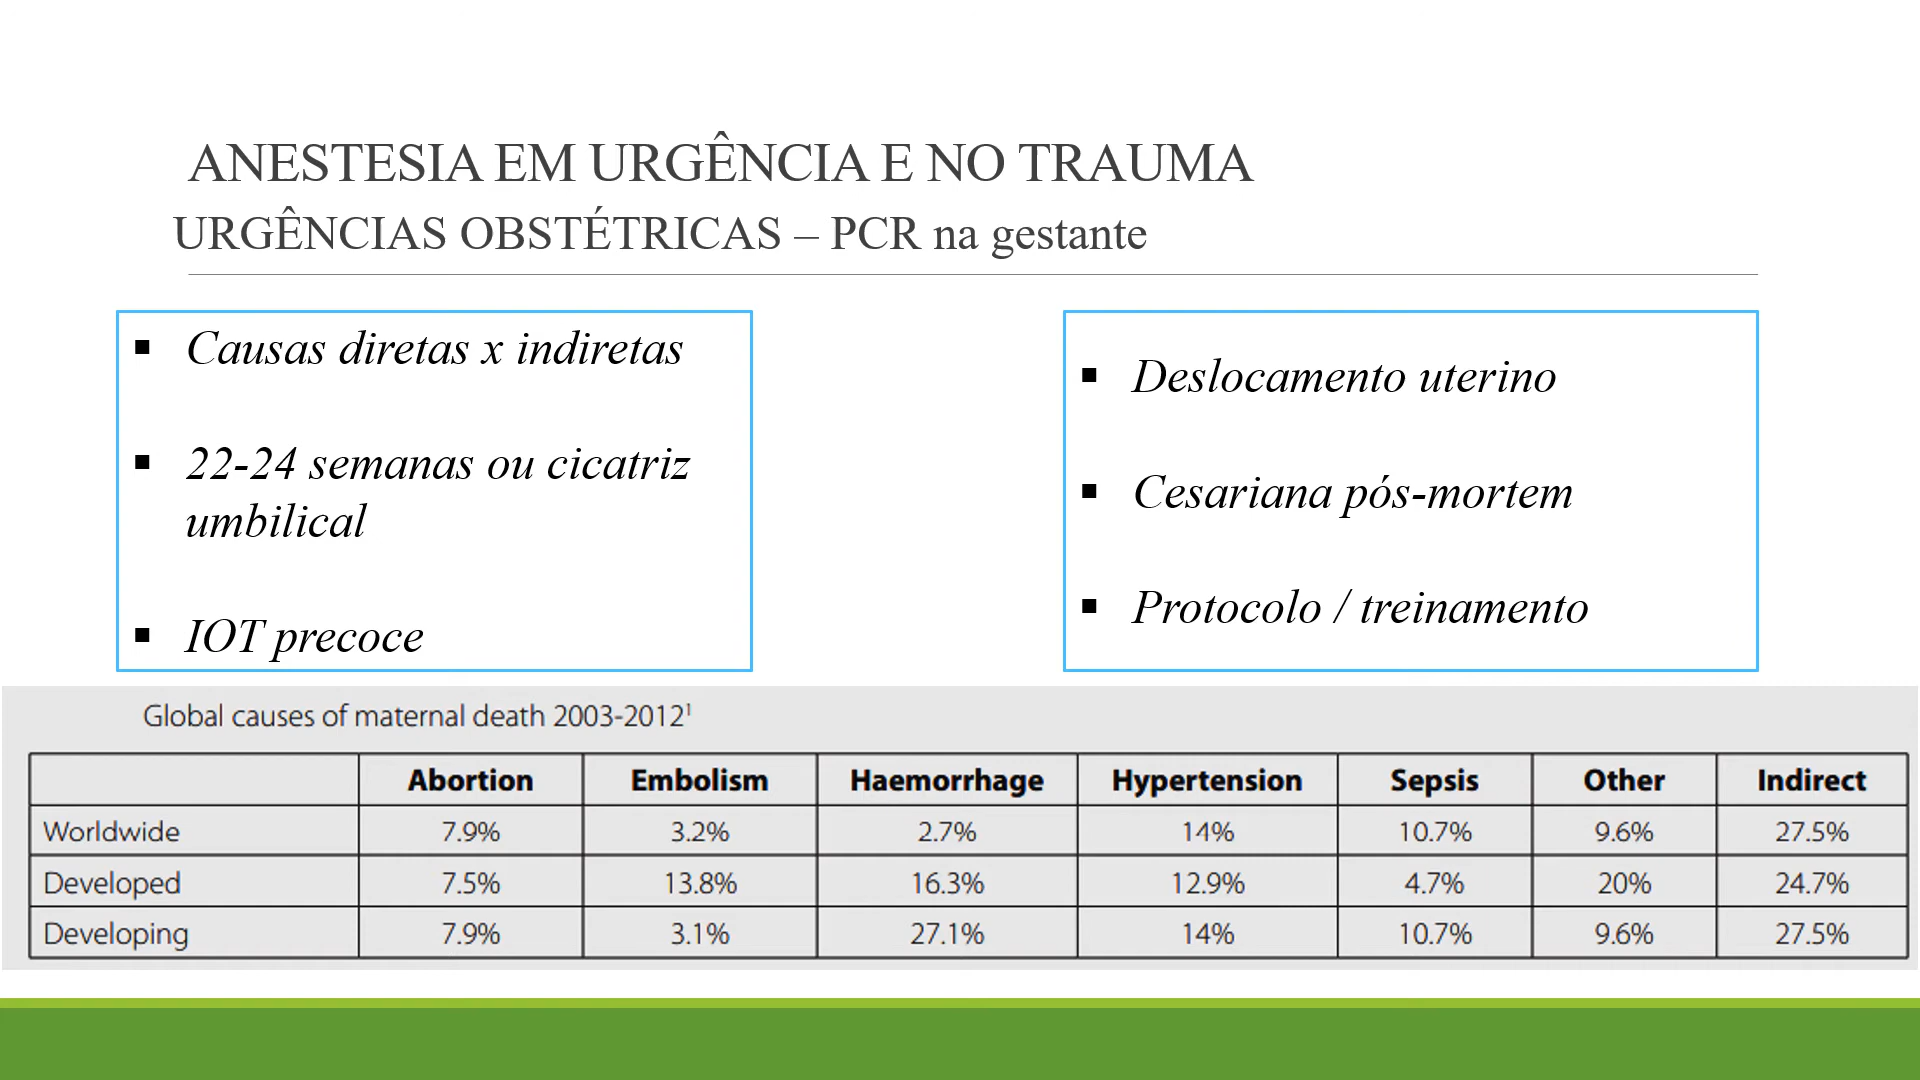 ANESTESIA EM URGÊNCIA E NO TRAUMA
URGÊNCIAS OBSTÉTRICAS – PCR na gestante
▪ Causas diretas x indiretas
▪ 22-24 semanas ou cicatriz
umbilical
▪ IOT precoce
▪ Deslocamento uterino
▪ Cesariana pós-mortem
▪ Protocolo / treinamento
Global causes of maternal death 2003-2012¹
Abortion Embolism Haemorrhage Hypertension Sepsis Other Indirect
Worldwide 7.9% 3.2% 2.7% 14% 10.7% 9.6% 27.5%
Developed 7.5% 13.8% 16.3% 12.9% 4.7% 20% 24.7%
Developing 7.9% 3.1% 27.1% 14% 10.7% 9.6% 27.5%